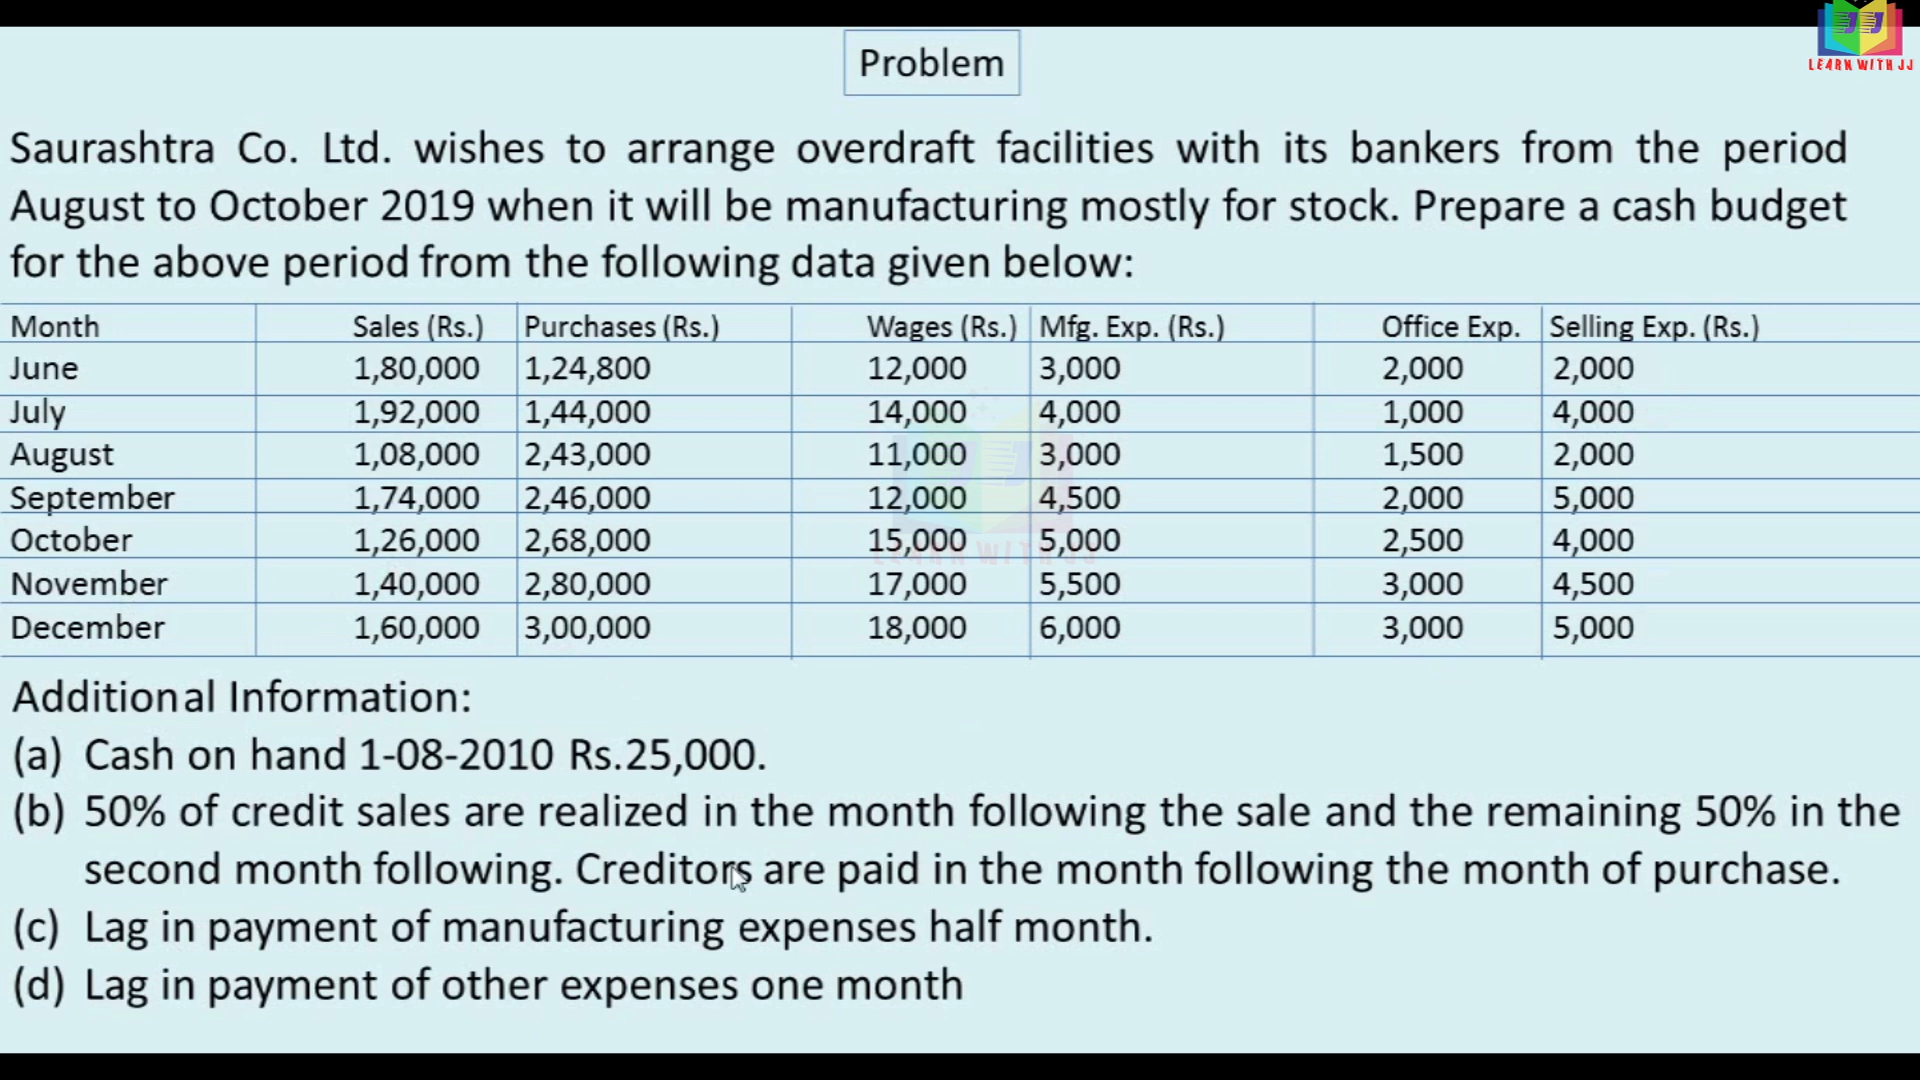 Problem
LEARN WITH JJ
Saurashtra Co. Ltd. wishes to arrange overdraft facilities with its bankers from the period
August to October 2019 when it will be manufacturing mostly for stock. Prepare a cash budget
for the above period from the following data given below:
Month Sales (Rs.) Purchases (Rs.) Wages (Rs.) Mfg. Exp. (Rs.) Office Exp. Selling Exp. (Rs.)
June 1,80,000 1,24,800 12,000 3,000 2,000 2,000
July 1,92,000 1,44,000 14,000 4,000 1,000 4,000
August 1,08,000 2,43,000 11,000 3,000 1,500 2,000
September 1,74,000 2,46,000 12,000 4,500 2,000 5,000
October 1,26,000 2,68,000 15,000 5,000 2,500 4,000
LEARN WITH JJ
November 1,40,000 2,80,000 17,000 5,500 3,000 4,500
December 1,60,000 3,00,000 18,000 6,000 3,000 5,000
Additional Information:
(a) Cash on hand 1-08-2010 Rs.25,000.
(b) 50% of credit sales are realized in the month following the sale and the remaining 50% in the
second month following. Creditors are paid in the month following the month of purchase.
(c) Lag in payment of manufacturing expenses half month.
(d) Lag in payment of other expenses one month